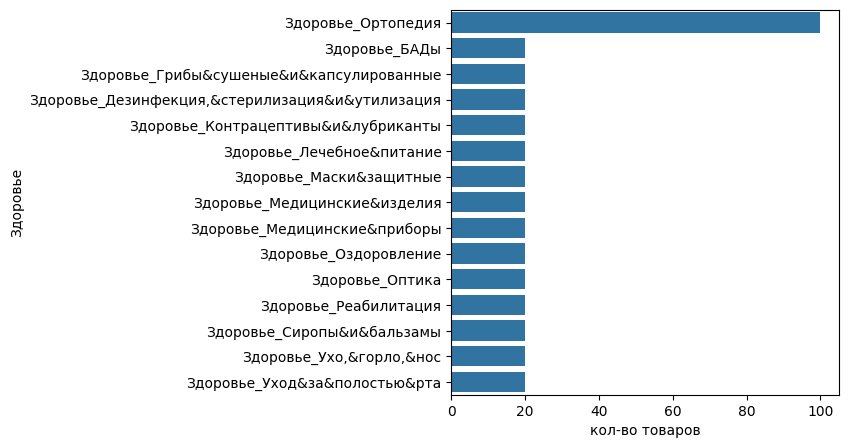 Здоровье_Ортопедия
Здоровье_БАДы
Здоровье_Грибы&сушеные&и&капсулированные
Здоровье_Дезинфекция,&стерилизация&и&утилизация
Здоровье_Контрацептивы&и&лубриканты
Здоровье_Лечебное&питание
Здоровье_Маски&защитные
Здоровье_Медицинские&изделия
Здоровье_Медицинские&приборы
Здоровье_Оздоровление
Здоровье_Оптика
Здоровье_Реабилитация
Здоровье_Сиропы&и&бальзамы
Здоровье_Ухо,&горло,&нос
Здоровье_Уход&за&полостью&рта
Здоровье
0 20 40 60 80 100
кол-во товаров